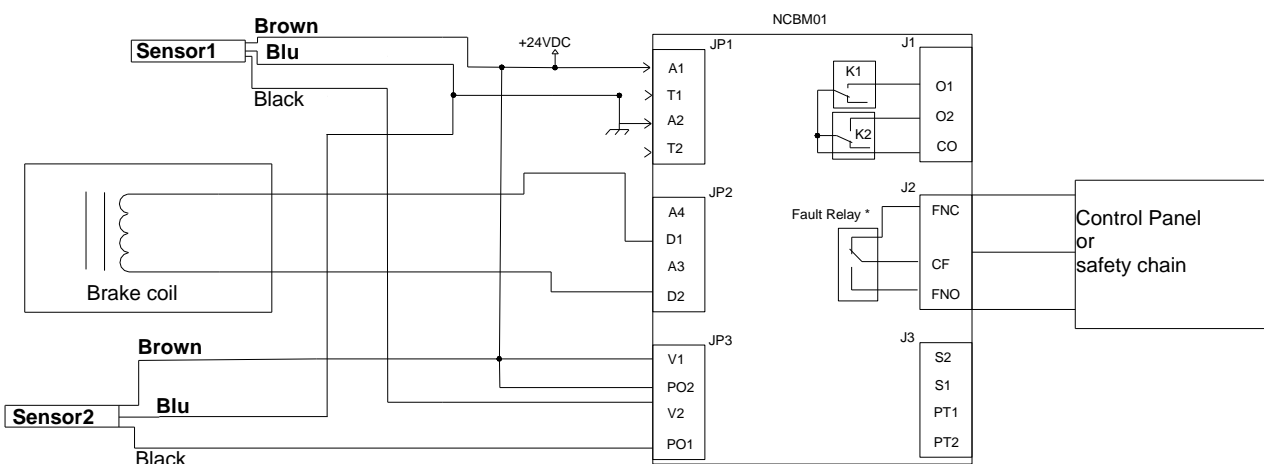 NCBM01
Brown
Sensor1
Blu
Black
+24VDC
JP1
A1
T1
A2
T2
J1
K1
O1
K2
O2
CO
Brake coil
JP2
A4
D1
A3
D2
J2
Fault Relay *
FNC
CF
FNO
Control Panel
or
safety chain
Brown
Sensor2
Blu
Black
JP3
V1
PO2
V2
PO1
J3
S2
S1
PT1
PT2